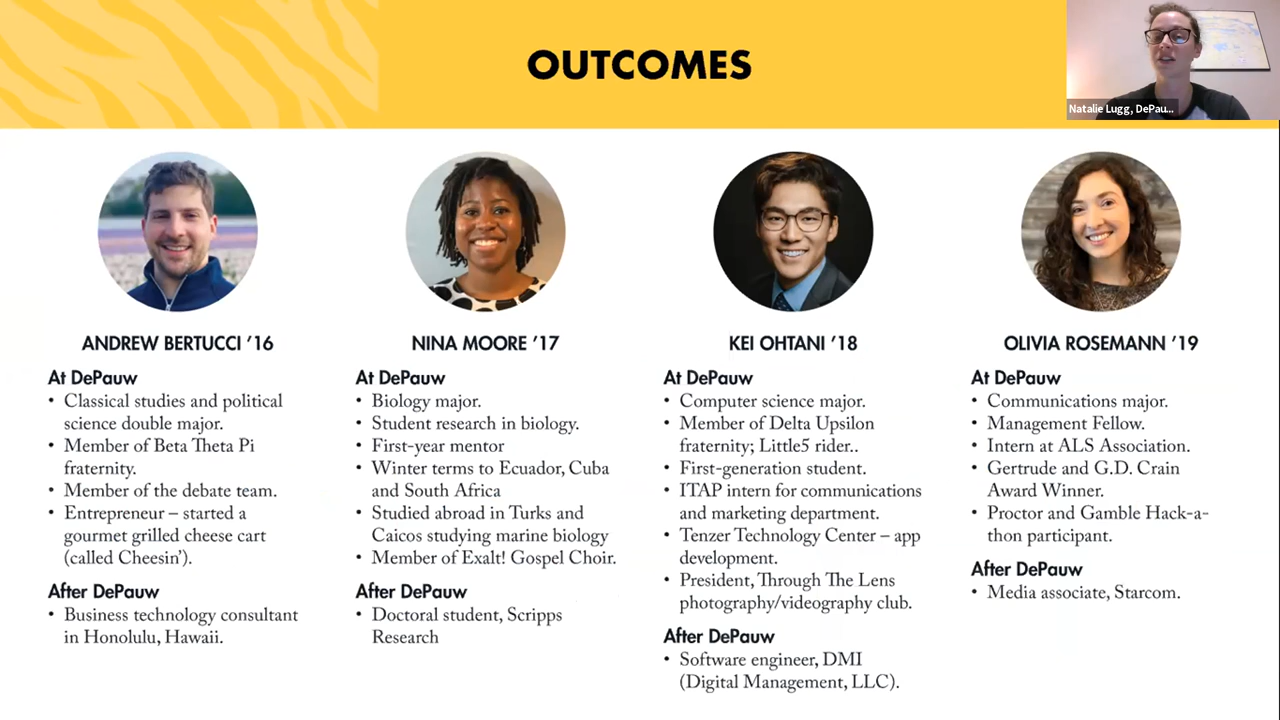 OUTCOMES
Natalie Lugg, DePau...
ANDREW BERTUCCI ’16
At DePauw
• Classical studies and political
science double major.
• Member of Beta Theta Pi
fraternity.
• Member of the debate team.
• Entrepreneur – started a
gourmet grilled cheese cart
(called Cheesin’).
After DePauw
• Business technology consultant
in Honolulu, Hawaii.
NINA MOORE ’17
At DePauw
• Biology major.
• Student research in biology.
• First-year mentor
• Winter terms to Ecuador, Cuba
and South Africa
• Studied abroad in Turks and
Caicos studying marine biology
• Member of Exalt! Gospel Choir.
After DePauw
• Doctoral student, Scripps
Research
KEI OHTANI ’18
At DePauw
• Computer science major.
• Member of Delta Upsilon
fraternity; Little5 rider..
• First-generation student.
• ITAP intern for communications
and marketing department.
• Tenzer Technology Center – app
development.
• President, Through The Lens
photography/videography club.
After DePauw
• Software engineer, DMI
(Digital Management, LLC).
OLIVIA ROSEMANN ’19
At DePauw
• Communications major.
• Management Fellow.
• Intern at ALS Association.
• Gertrude and G.D. Crain
Award Winner.
• Proctor and Gamble Hack-a-
thon participant.
After DePauw
• Media associate, Starcom.